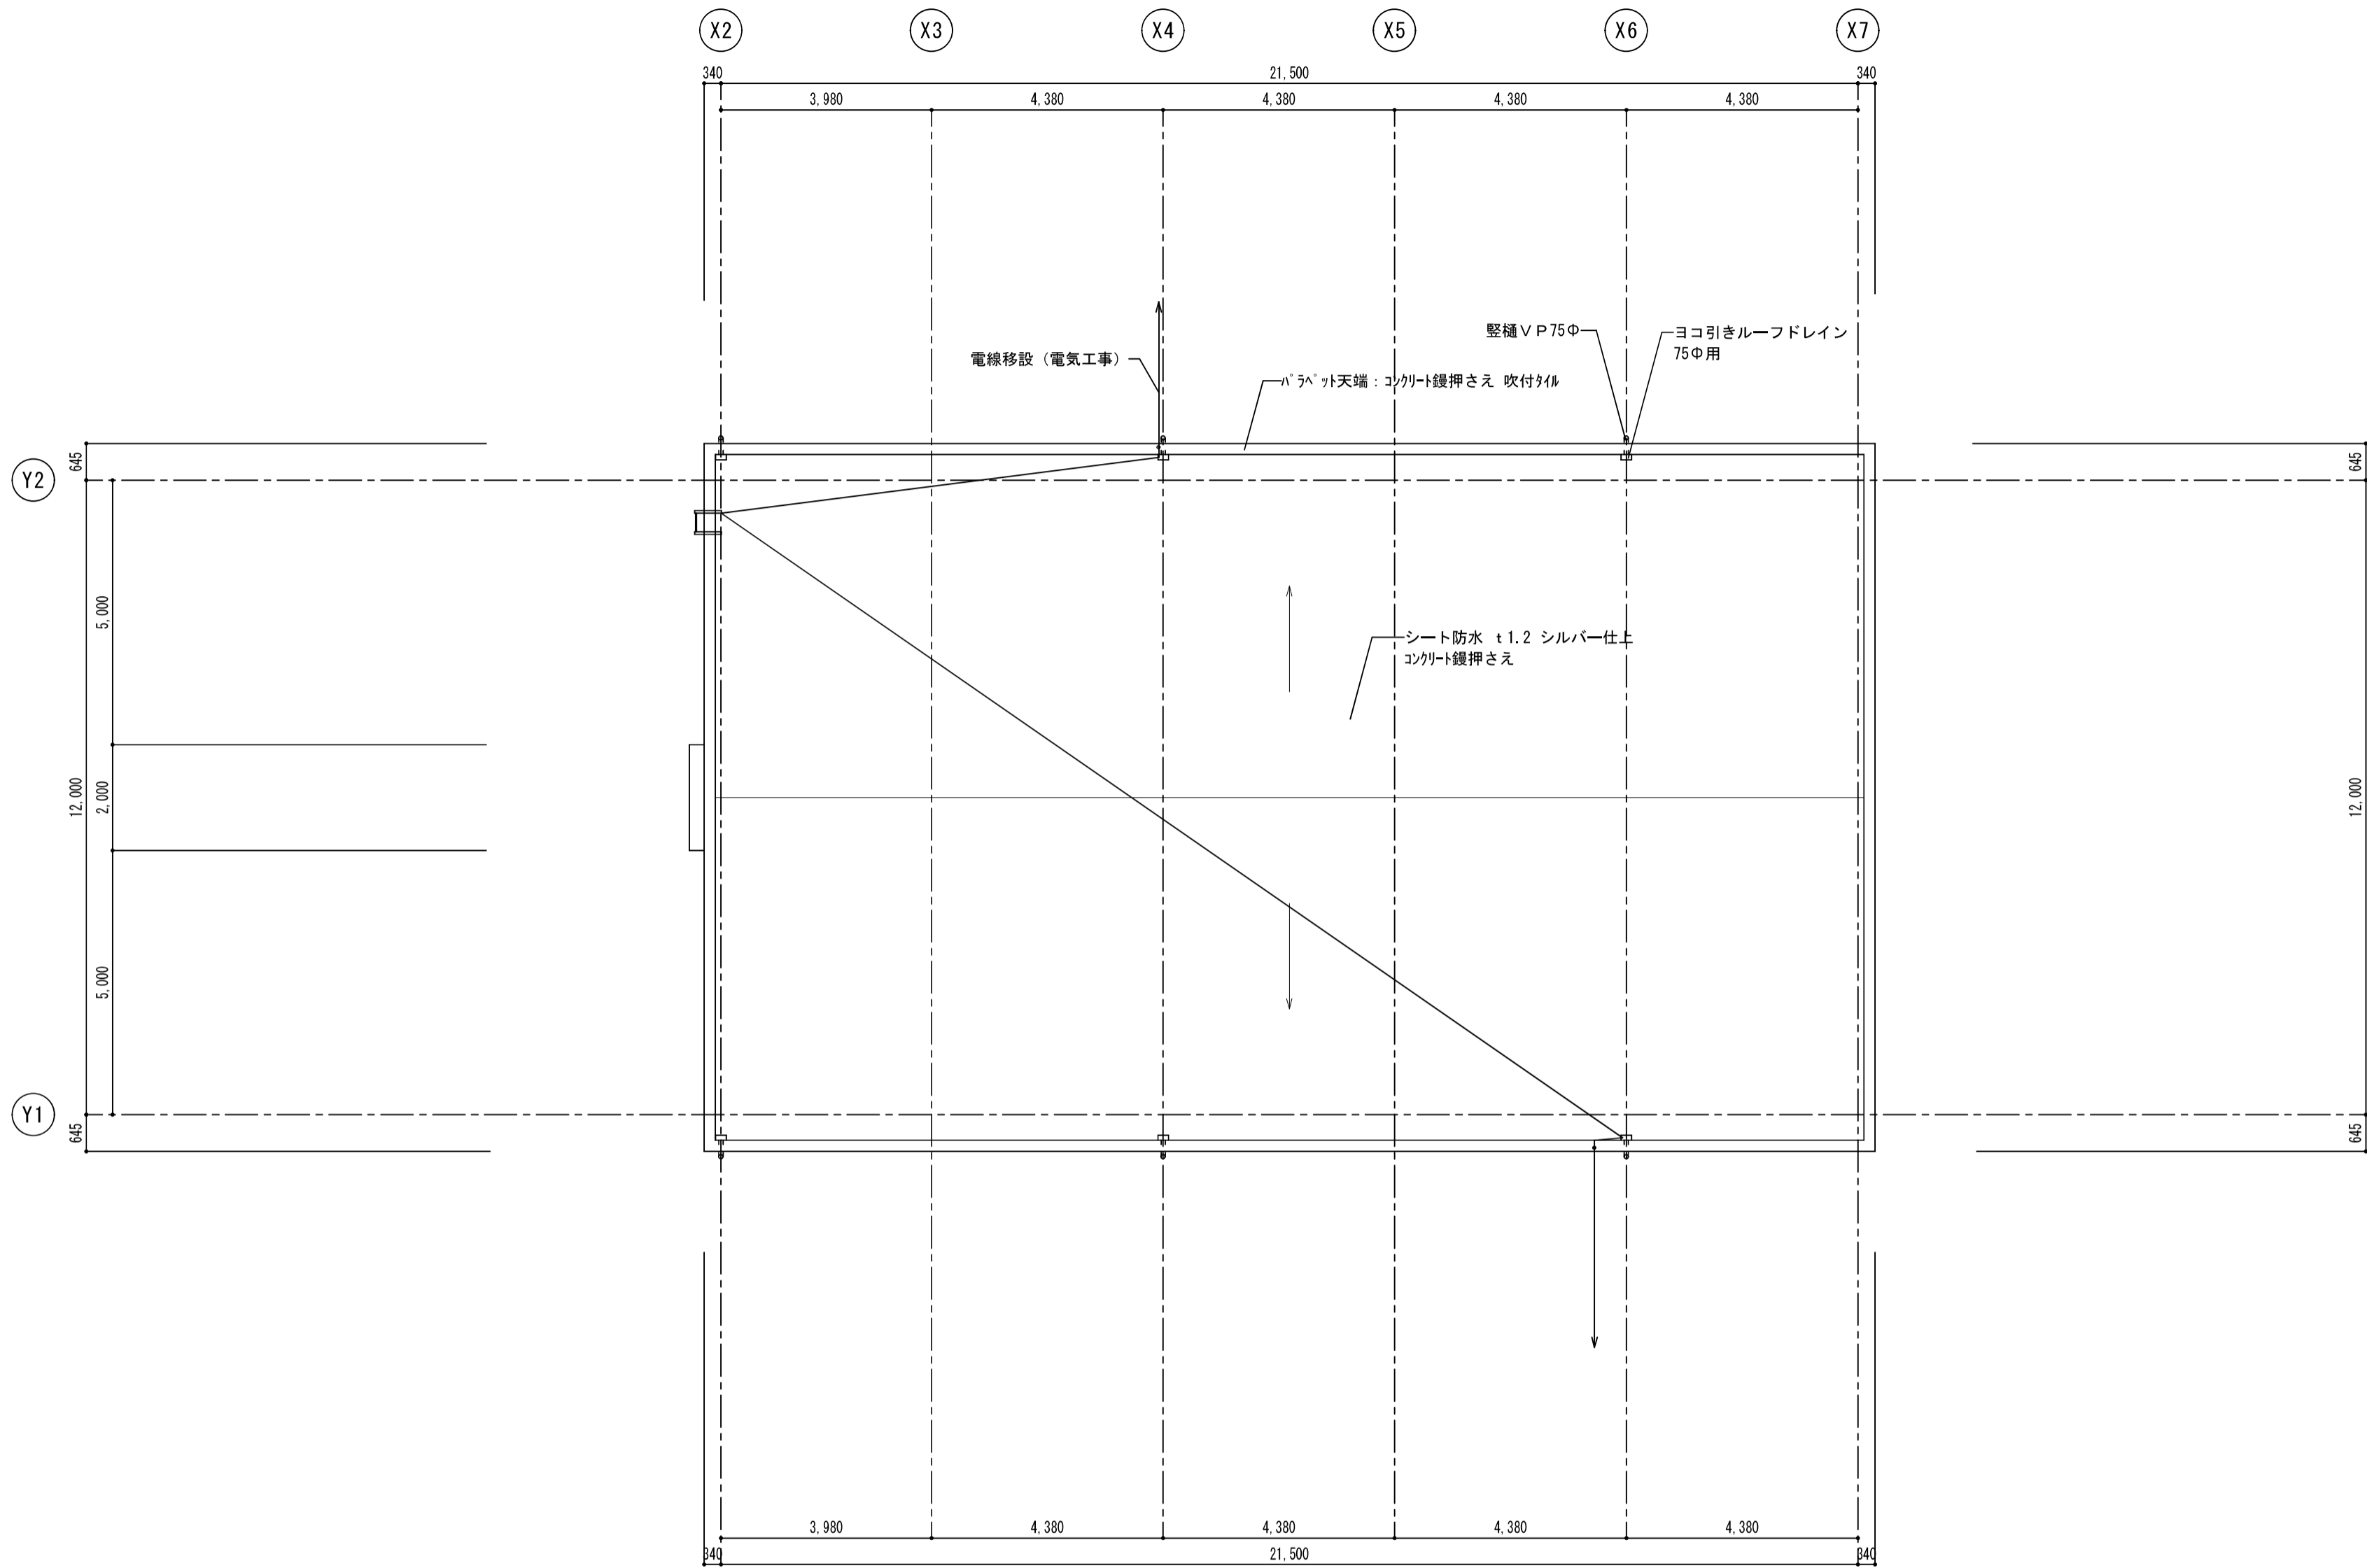 X2 X3 X4 X5 X6 X7
340 21,500 340
3,980 4,380 4,380 4,380 4,380
竪樋ＶＰ75Φ
ヨコ引きルーフドレイン
75Φ用
電線移設（電気工事）
ﾊﾟﾗﾍﾟｯﾄ天端：ｺﾝｸﾘｰﾄ鏝押さえ 吹付ﾀｲﾙ
645 645
Y2
5,000
シート防水 ｔ1.2 シルバー仕上
ｺﾝｸﾘｰﾄ鏝押さえ
12,000 2,000 12,000
5,000
Y1
645 645
3,980 4,380 4,380 4,380 4,380
340 21,500 340